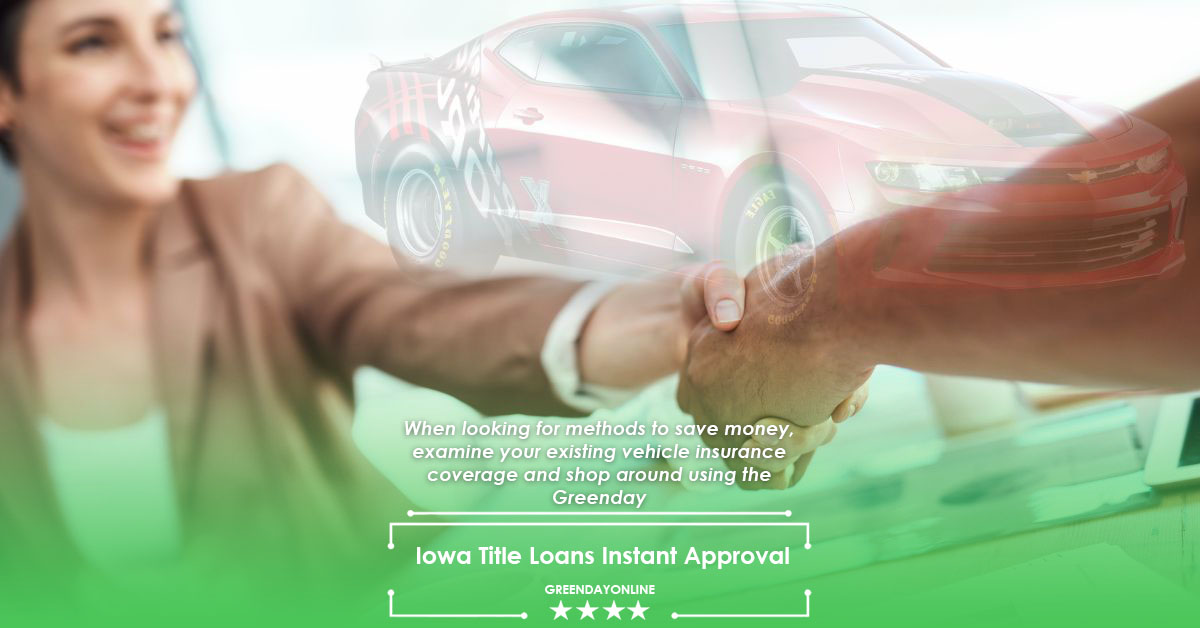 When looking for methods to save money,
examine your existing vehicle insurance
coverage and shop around using the
Greenday
Iowa Title Loans Instant Approval
GREENDAYONLINE
EAGLE